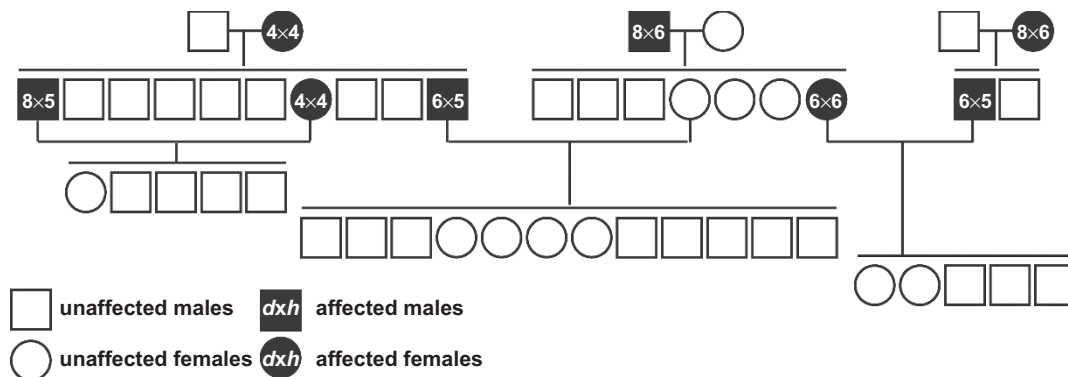 4×4 8×6 8×6
8×5 4×4 6×5 6×6 6×5
unaffected males dxh affected males
unaffected females dxh affected females